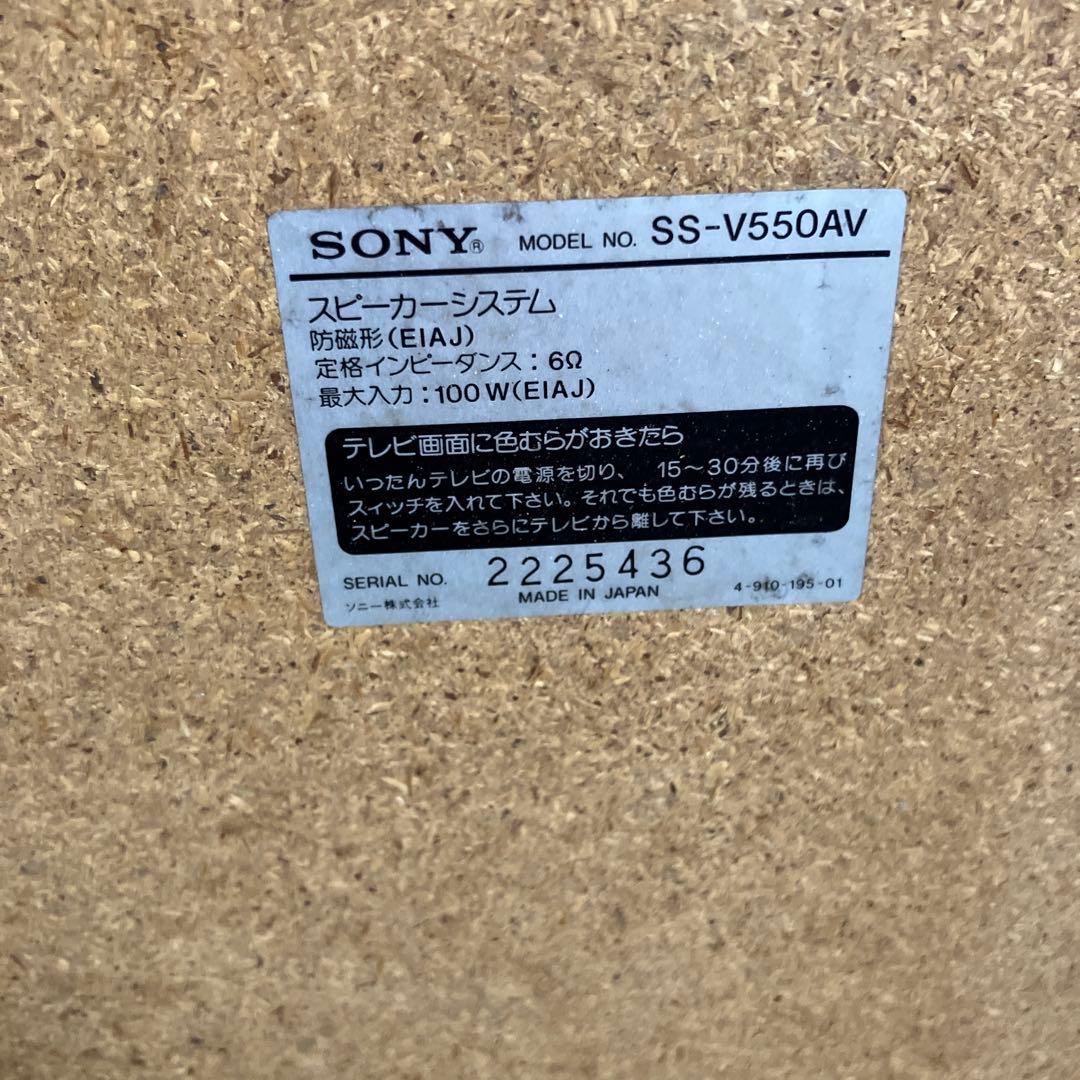 SONY® MODEL NO. SS-V550AV
スピーカーシステム
防磁形(EIAJ)
定格インピーダンス:6Ω
最大入力:100W(EIAJ)
テレビ画面に色むらがおきたら
いったんテレビの電源を切り、 15〜30分後に再び
スイッチを入れて下さい。それでも色むらが残るときは、
スピーカーをさらにテレビから離して下さい。
SERIAL NO. 2225436
ソニー株式会社 MADE IN JAPAN 4-910-195-01